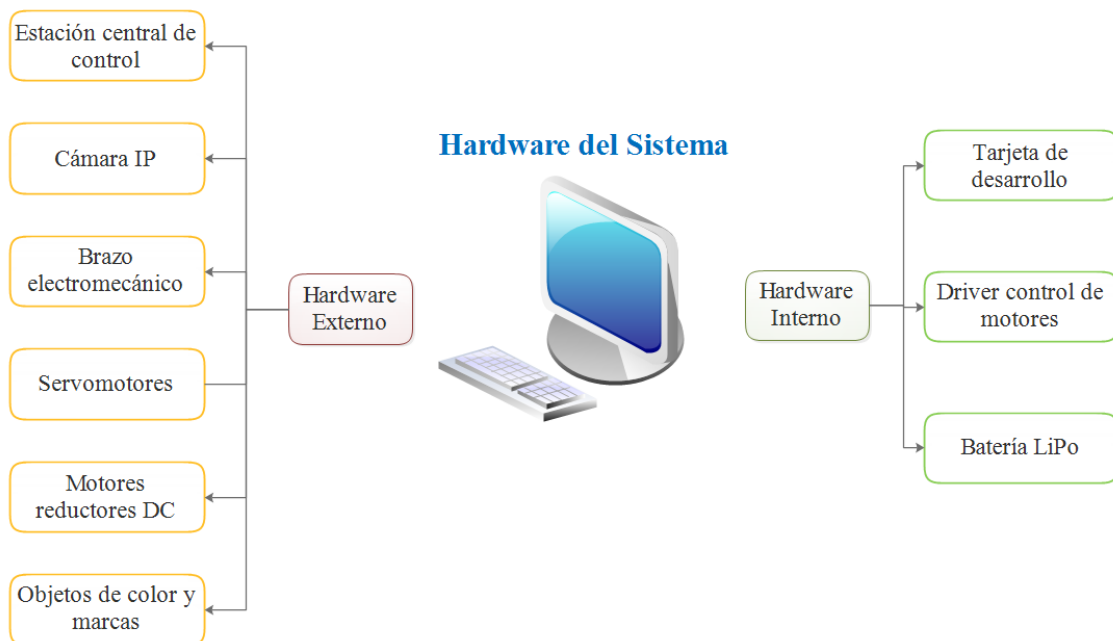 Hardware del Sistema
Estación central de
control
Cámara IP
Brazo
electromecánico
Servomotores
Motores
reductores DC
Objetos de color y
marcas
Hardware
Externo
Hardware
Interno
Tarjeta de
desarrollo
Driver control de
motores
Batería LiPo